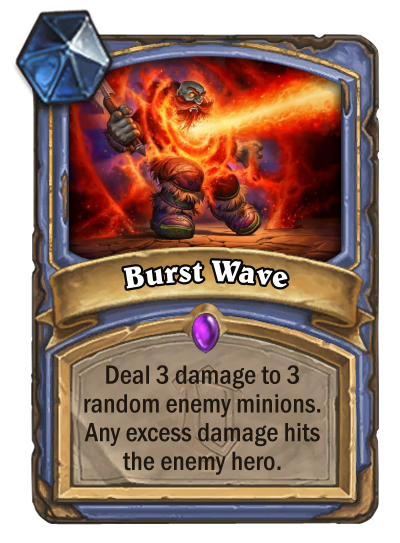 Burst Wave
Deal 3 damage to 3
random enemy minions.
Any excess damage hits
the enemy hero.